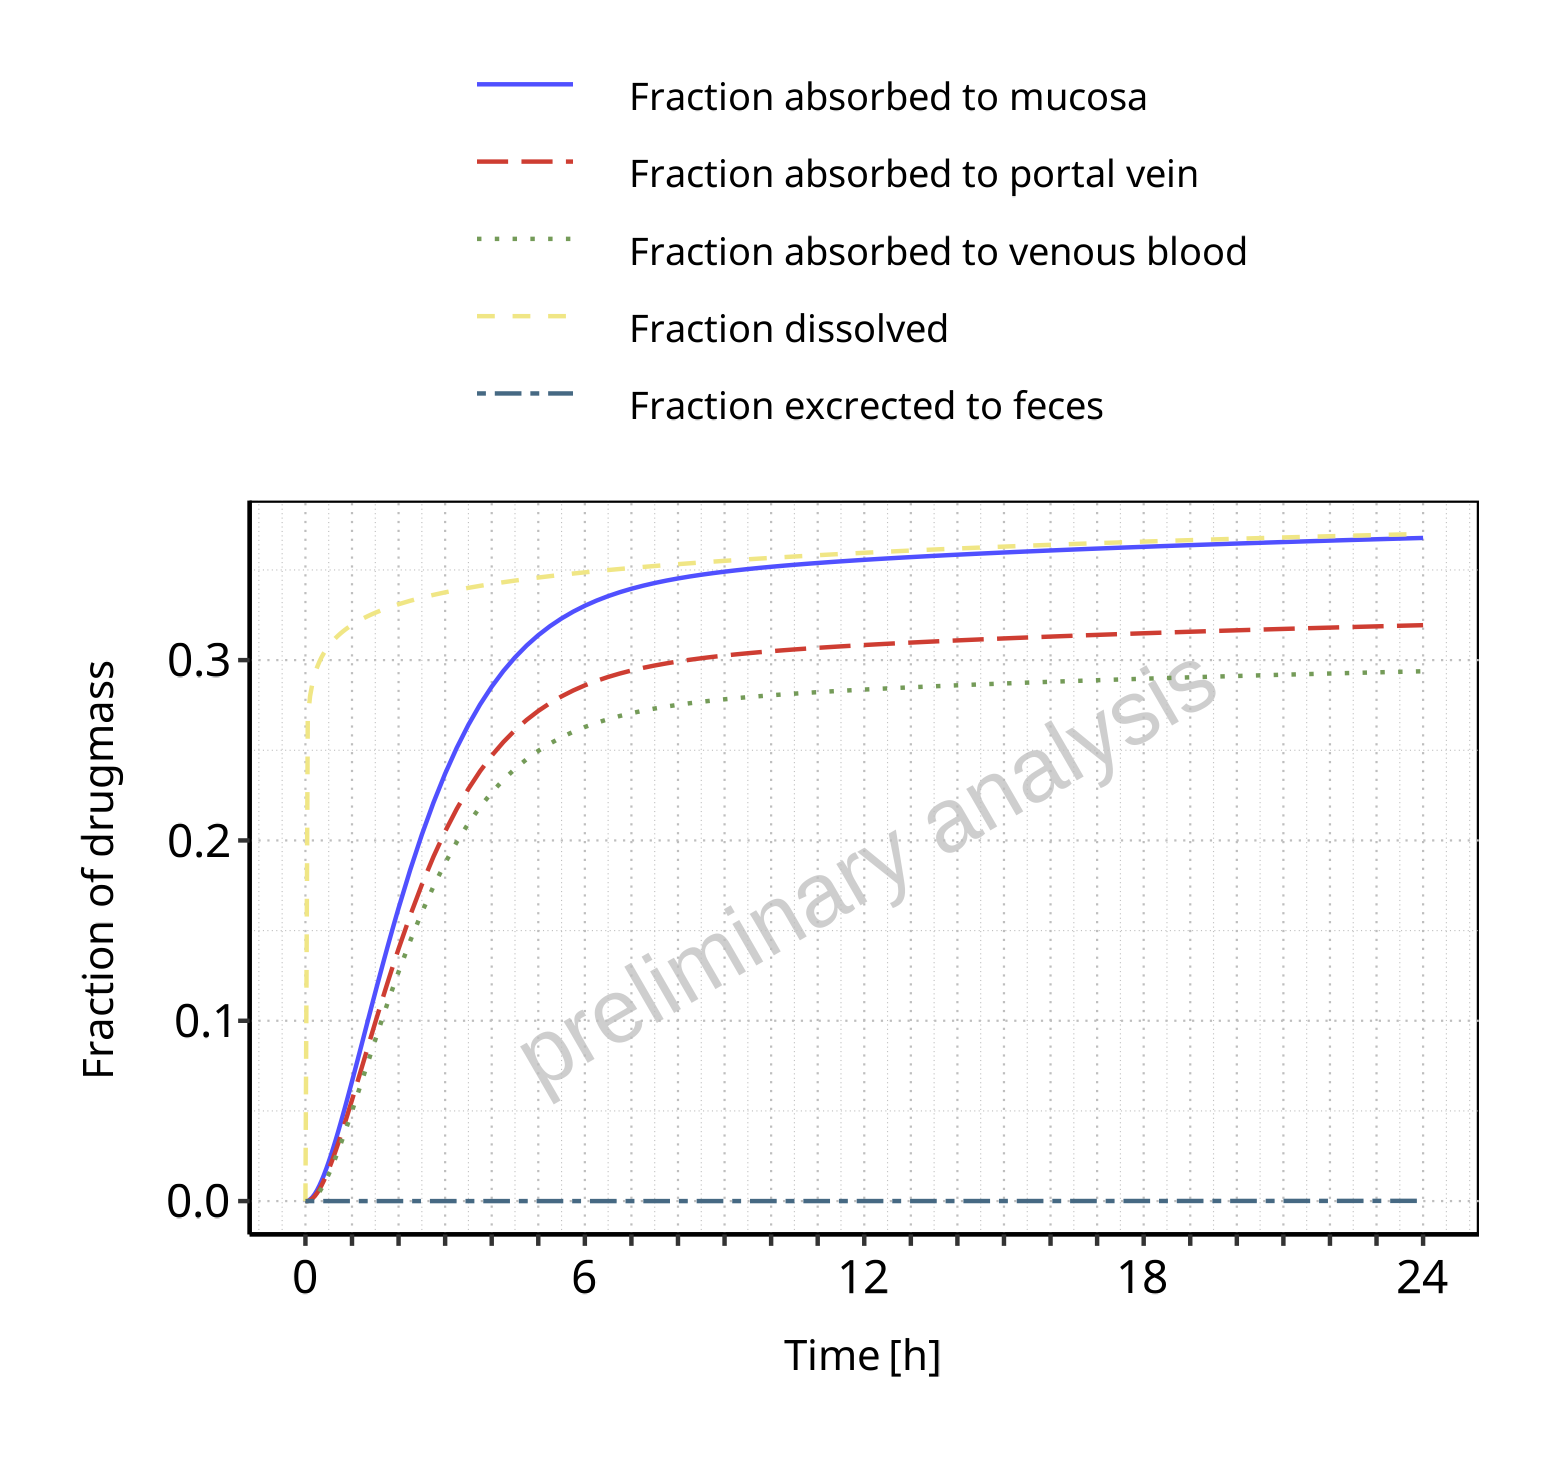 Fraction absorbed to mucosa
Fraction absorbed to portal vein
Fraction absorbed to venous blood
Fraction dissolved
Fraction excrected to feces
Fraction of drugmass
0.3
0.2
0.1
0.0
preliminary analysis
0 6 12 18 24
Time [h]